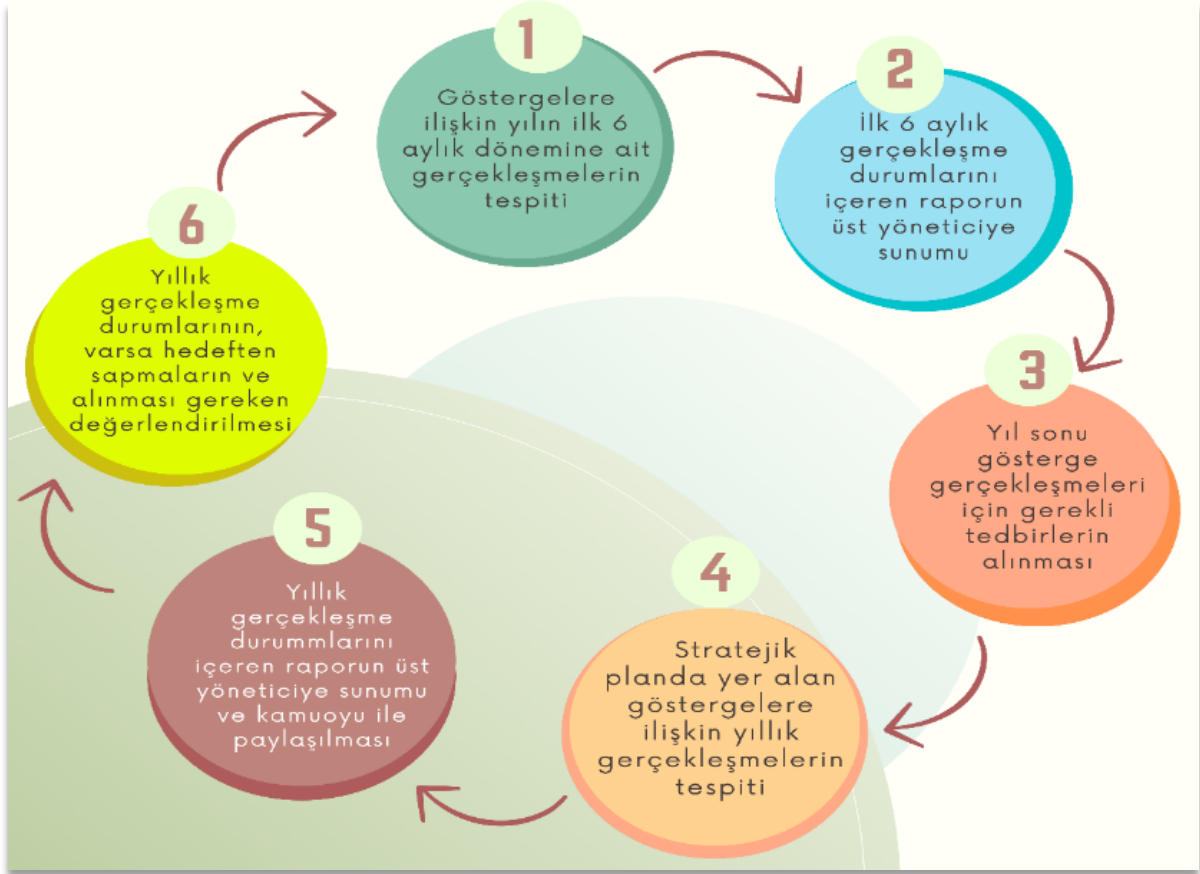 1
Göstergelere
ilişkin yılın ilk 6
aylık dönemine ait
gerçekleşmelerin
tespiti
2
İlk 6 aylık
gerçekleşme
durumlarını
içeren raporun
üst yöneticiye
sunumu
3
Yıl sonu
gösterge
gerçekleşmeleri
için gerekli
tedbirlerin
alınması
4
Stratejik
planda yer alan
göstergelere
ilişkin yıllık
gerçekleşmelerin
tespiti
5
Yıllık
gerçekleşme
durummlarını
içeren raporun üst
yöneticiye sunumu
ve kamuoyu ile
paylaşılması
6
Yıllık
gerçekleşme
durumlarının,
varsa hedeften
sapmaların ve
alınması gereken
değerlendirilmesi